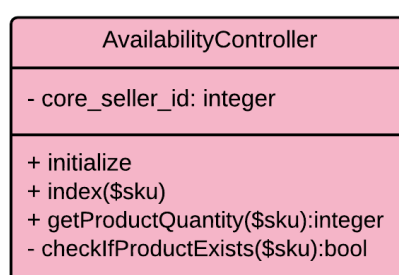 AvailabilityController
- core_seller_id: integer
+ initialize
+ index($sku)
+ getProductQuantity($sku):integer
- checkIfProductExists($sku):bool